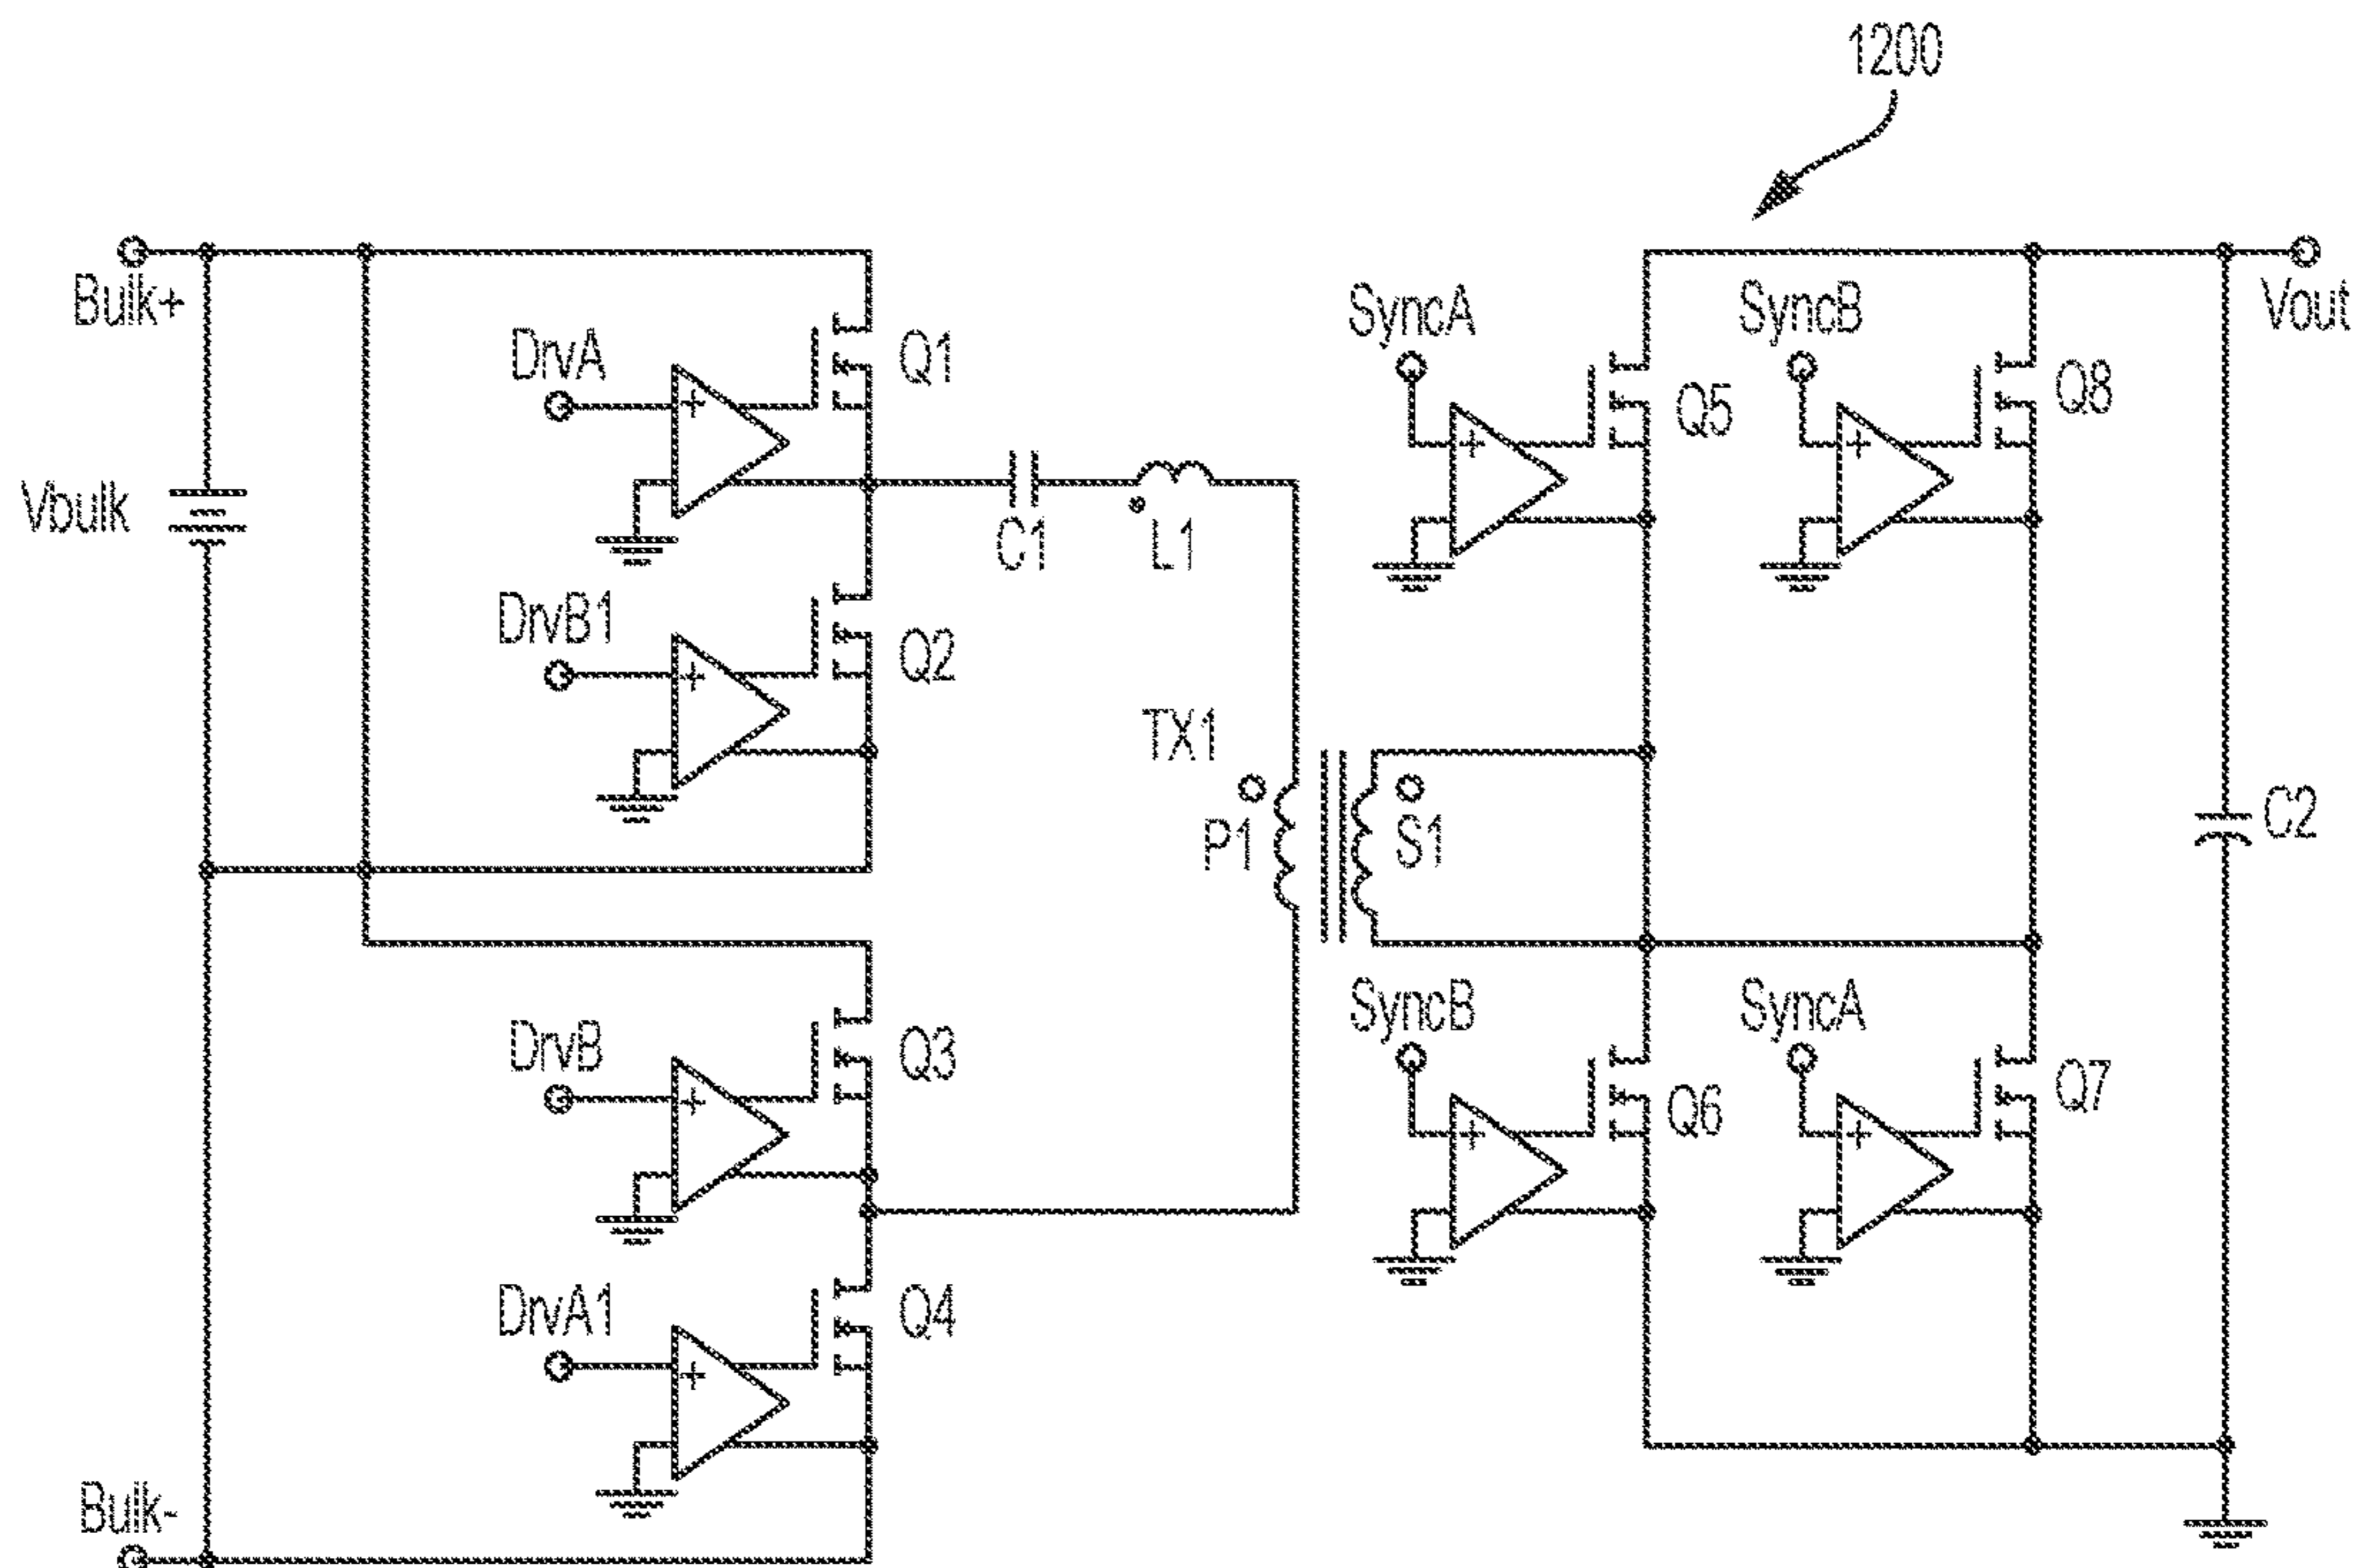 1200
Bulk+
DrvA
Q1
SyncA
Q5
SyncB
Q8
Vout
Vbulk
C1
L1
DrvB1
Q2
TX1
P1
S1
C2
DrvB
Q3
SyncB
Q6
SyncA
Q7
DrvA1
Q4
Bulk-